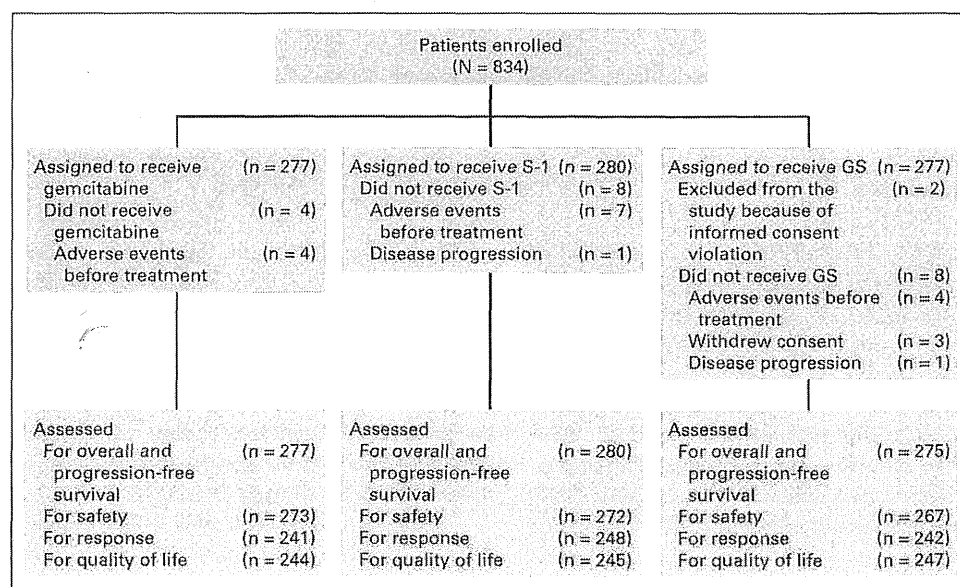 Patients enrolled
(N = 834)
Assigned to receive (n = 277)
gemcitabine
Did not receive (n = 4)
gemcitabine
Adverse events (n = 4)
before treatment
Assigned to receive S-1 (n = 280)
Did not receive S-1 (n = 8)
Adverse events (n = 7)
before treatment
Disease progression (n = 1)
Assigned to receive GS (n = 277)
Excluded from the (n = 2)
study because of
informed consent
violation
Did not receive GS (n = 8)
Adverse events before (n = 4)
treatment
Withdrew consent (n = 3)
Disease progression (n = 1)
Assessed
For overall and (n = 277)
progression-free
survival
For safety (n = 273)
For response (n = 241)
For quality of life (n = 244)
Assessed
For overall and (n = 280)
progression-free
survival
For safety (n = 272)
For response (n = 248)
For quality of life (n = 245)
Assessed
For overall and (n = 275)
progression-free
survival
For safety (n = 267)
For response (n = 242)
For quality of life (n = 247)